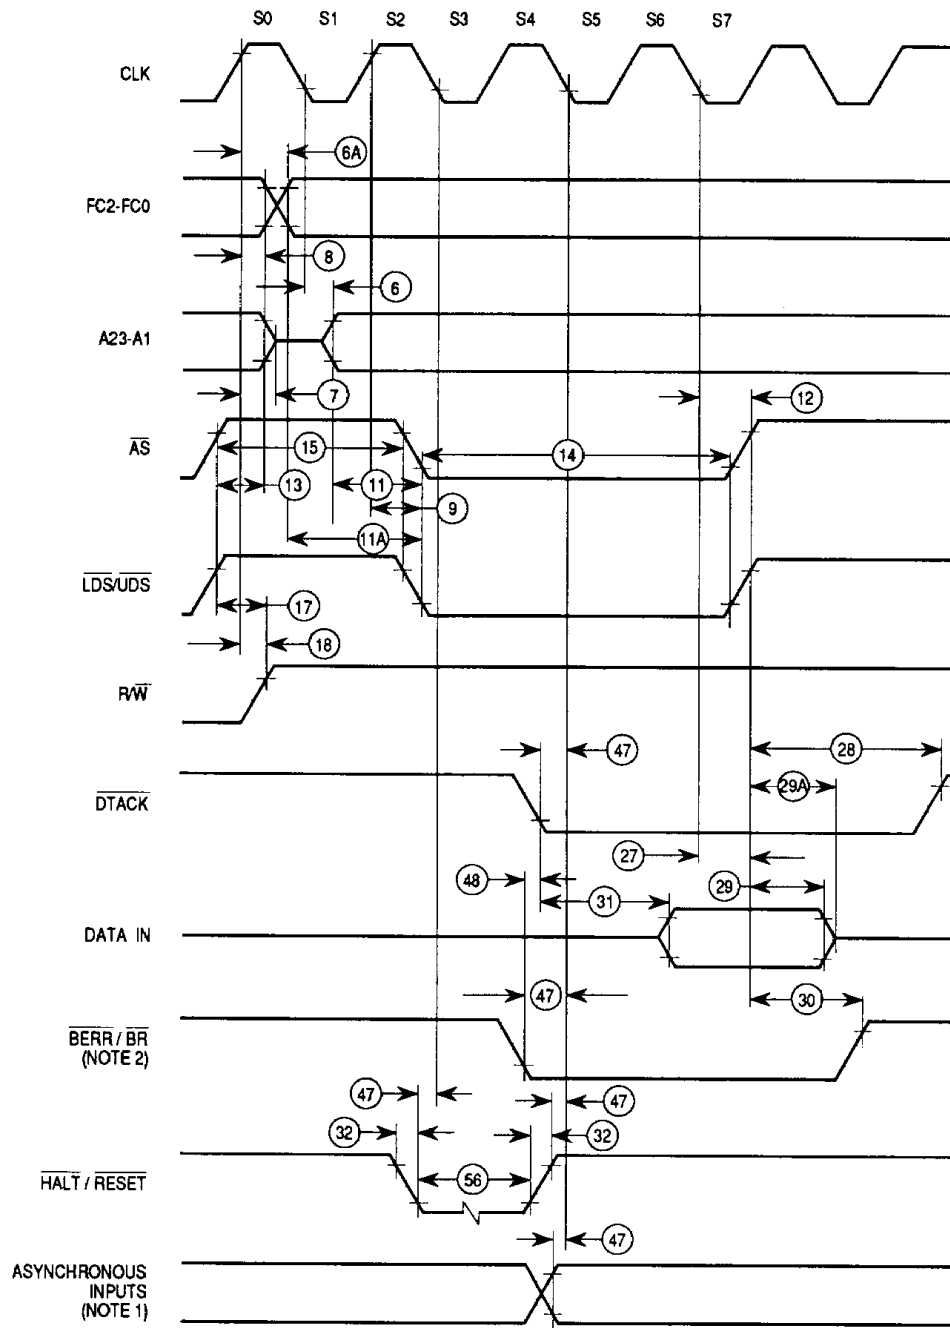 S0 S1 S2 S3 S4 S5 S6 S7
CLK
6A
FC2-FC0
8
6
A23-A1
7
12
AS
15
14
13
11
9
11A
LDS/UDS
17
18
R/W
47
28
DTACK
29A
27
48
29
31
DATA IN
47
30
BERR / BR
(NOTE 2)
47
47
32
32
HALT / RESET
56
47
ASYNCHRONOUS
INPUTS
(NOTE 1)